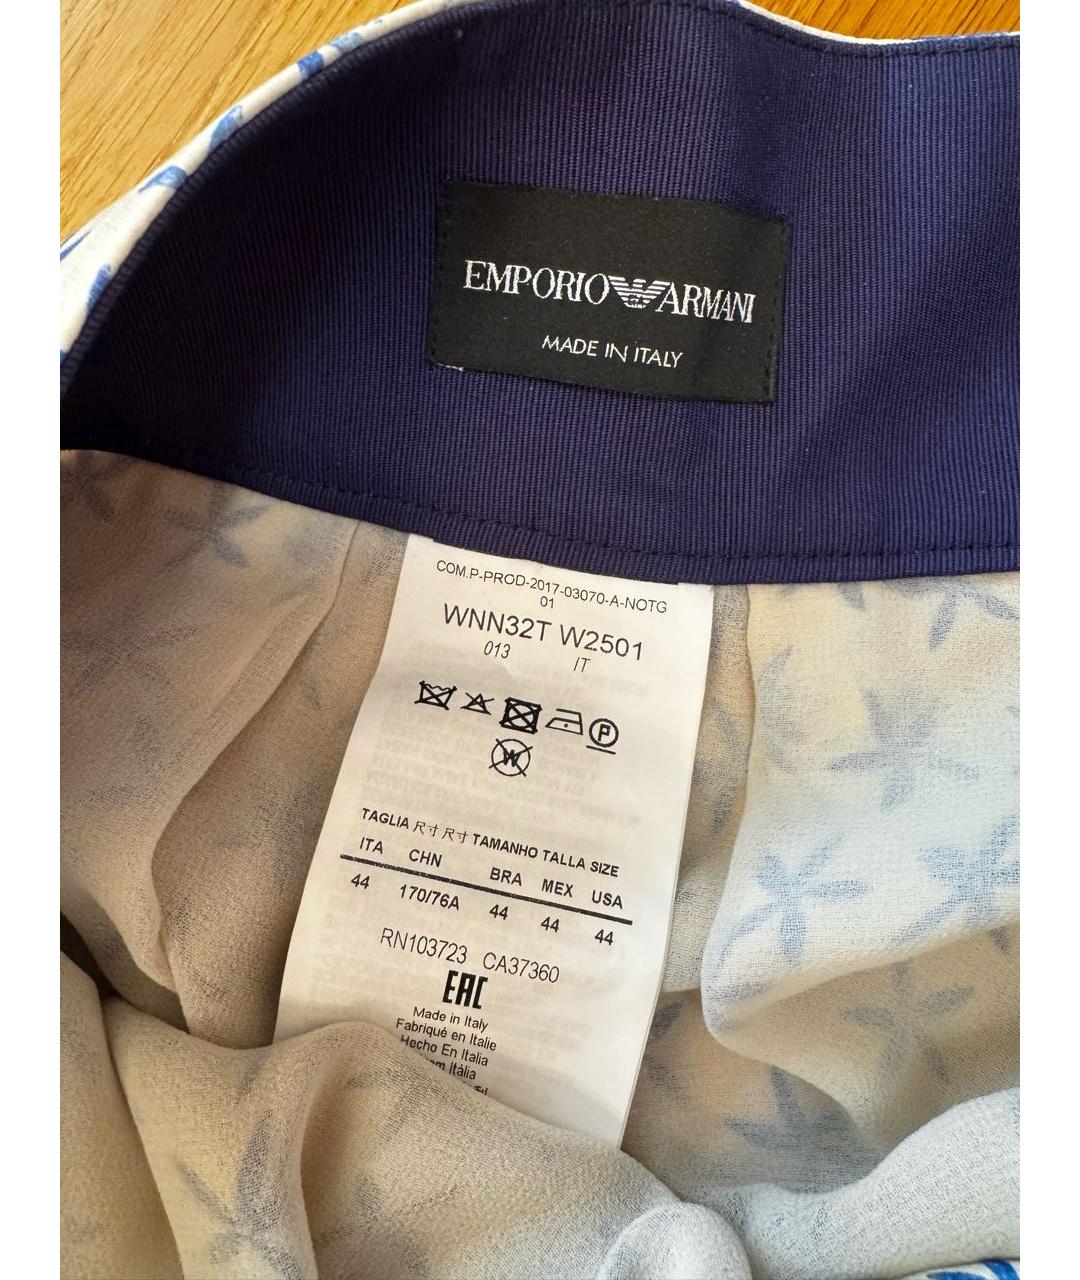 EMPORIO ARMANI
MADE IN ITALY
COM.P-PROD-2017-03070-A-NOTG
01
WNN32T W2501
013 IT
P
W
TAGLIA 尺寸 尺寸 TAMANHO TALLA SIZE
ITA CHN BRA MEX USA
44 170/76A 44 44 44
RN103723 CA37360
EAC
Made in Italy
Fabriqué en Italie
Hecho En Italia
Itália